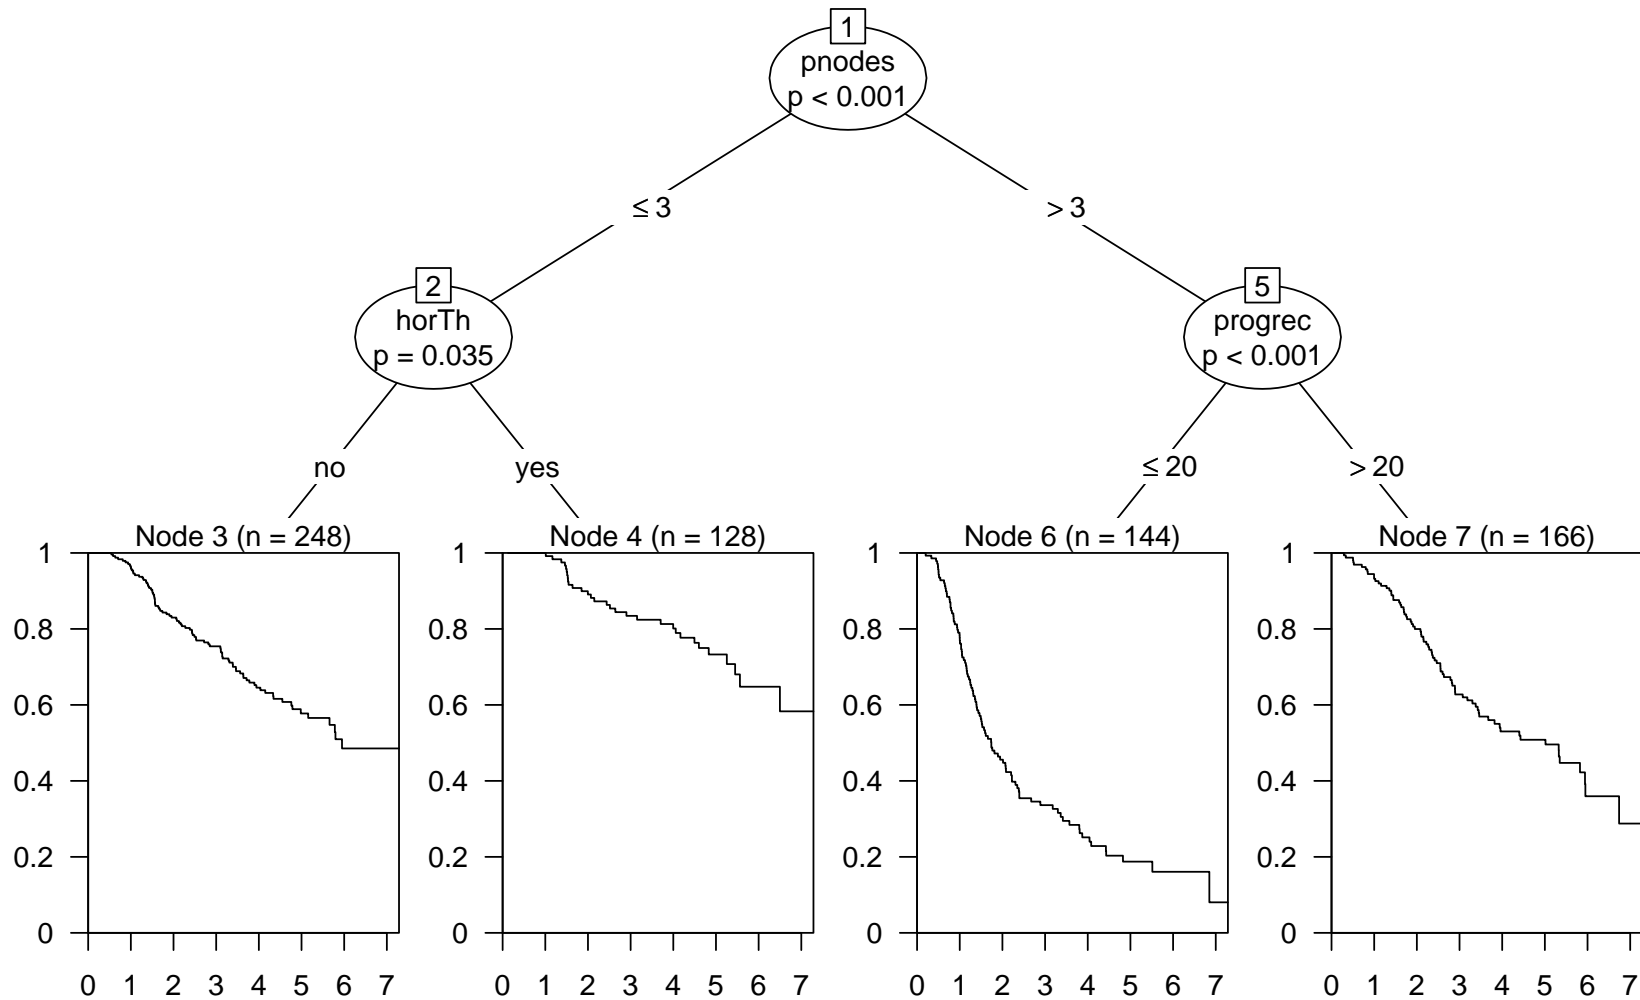 1
pnodes
p < 0.001
≤ 3
> 3
2
horTh
p = 0.035
5
progrec
p < 0.001
no
yes
≤ 20
> 20
Node 3 (n = 248)
1
0.8
0.6
0.4
0.2
0
0 1 2 3 4 5 6 7
Node 4 (n = 128)
1
0.8
0.6
0.4
0.2
0
0 1 2 3 4 5 6 7
Node 6 (n = 144)
1
0.8
0.6
0.4
0.2
0
0 1 2 3 4 5 6 7
Node 7 (n = 166)
1
0.8
0.6
0.4
0.2
0
0 1 2 3 4 5 6 7